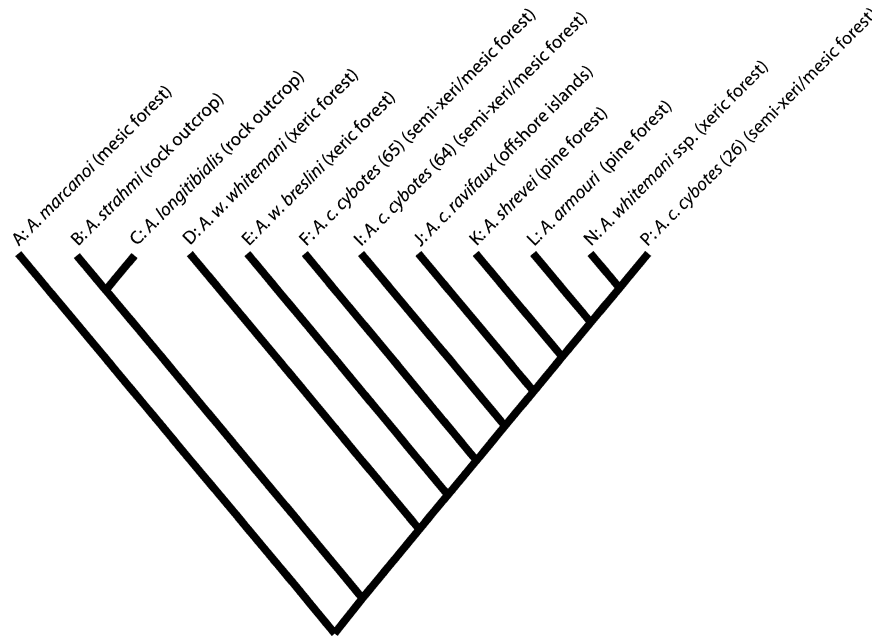 A: A. marcanoi (mesic forest)
B: A. strahmi (rock outcrop)
C: A. longitibialis (rock outcrop)
D: A. w. whitemani (xeric forest)
E: A. w. breslini (xeric forest)
F: A. c. cybotes (65) (semi-xeri/mesic forest)
I: A. c. cybotes (64) (semi-xeri/mesic forest)
J: A. c. ravifaux (offshore islands)
K: A. shrevei (pine forest)
L: A. armouri (pine forest)
N: A. whitemani ssp. (xeric forest)
P: A. c. cybotes (26) (semi-xeri/mesic forest)